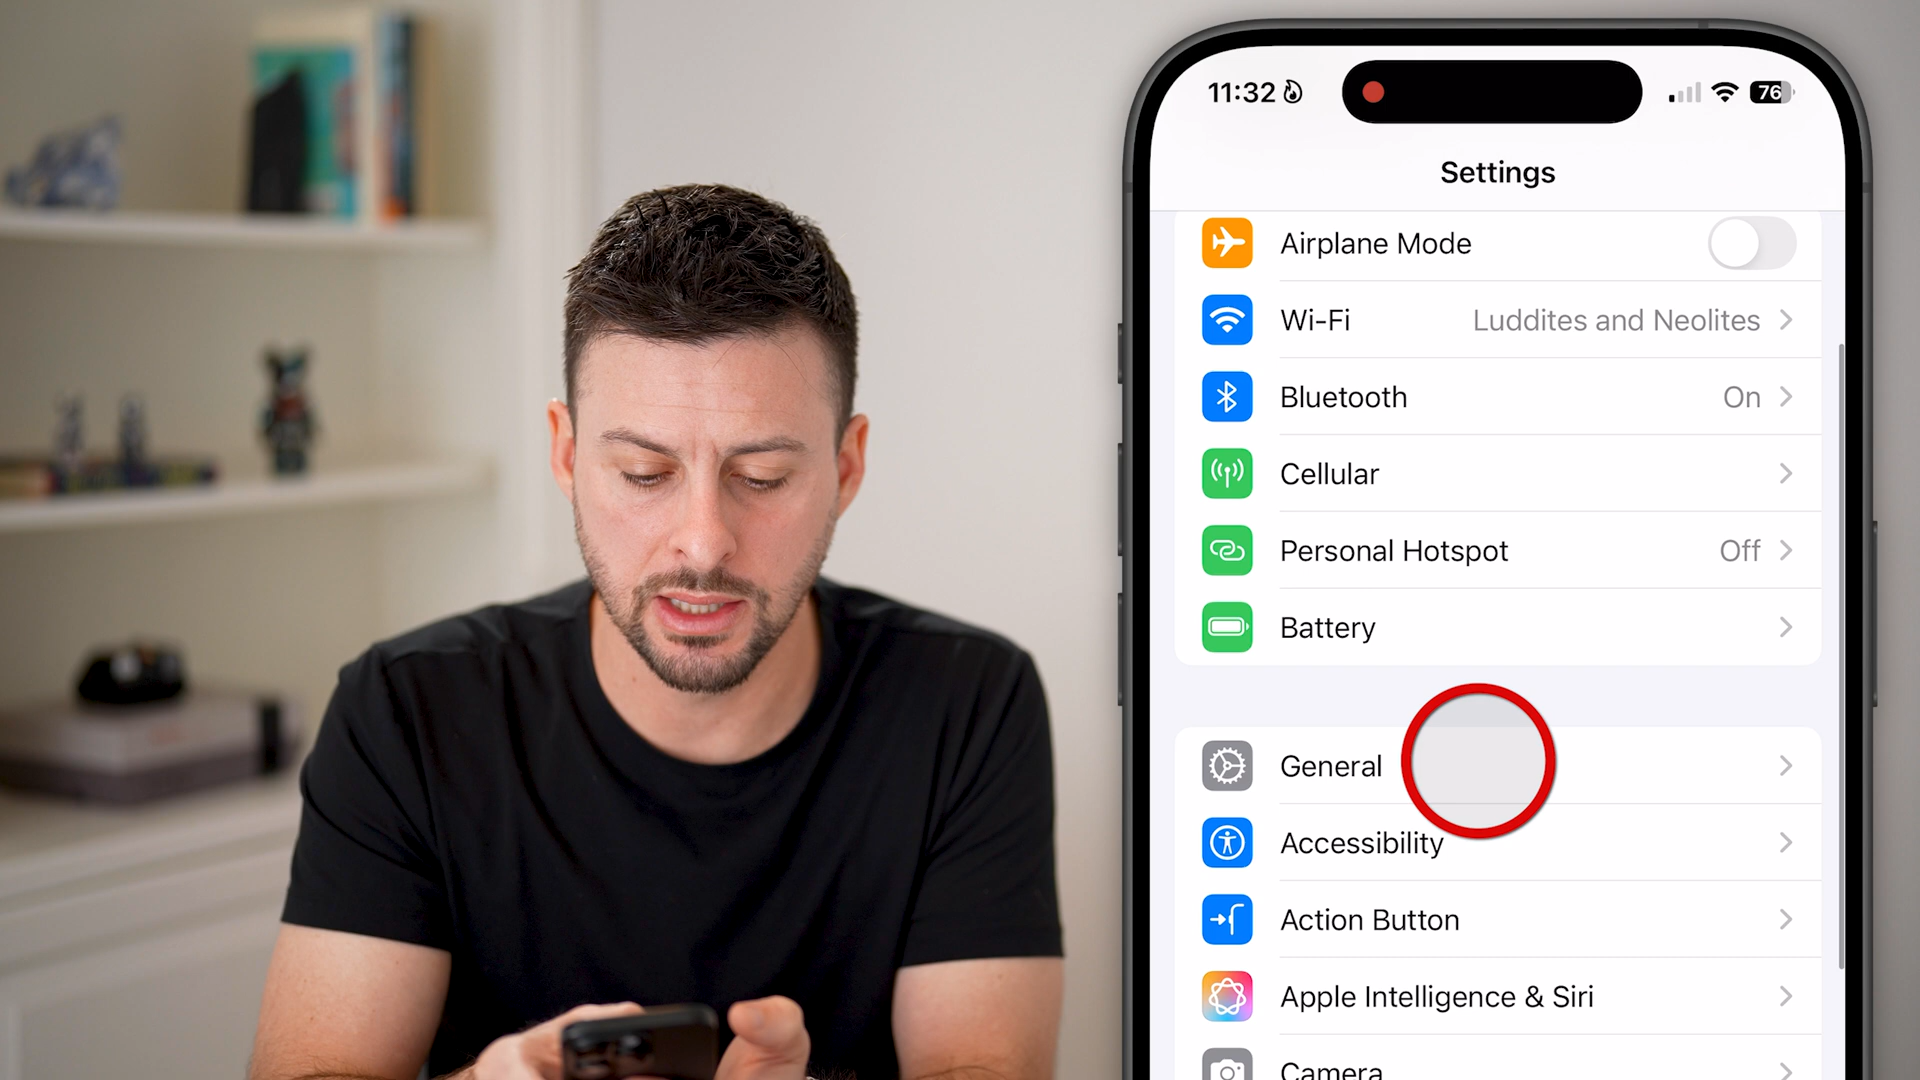 11:32
76
Settings
Airplane Mode
Wi-Fi Luddites and Neolites
Bluetooth On
Cellular
Personal Hotspot Off
Battery
General
Accessibility
Action Button
Apple Intelligence & Siri
Camera